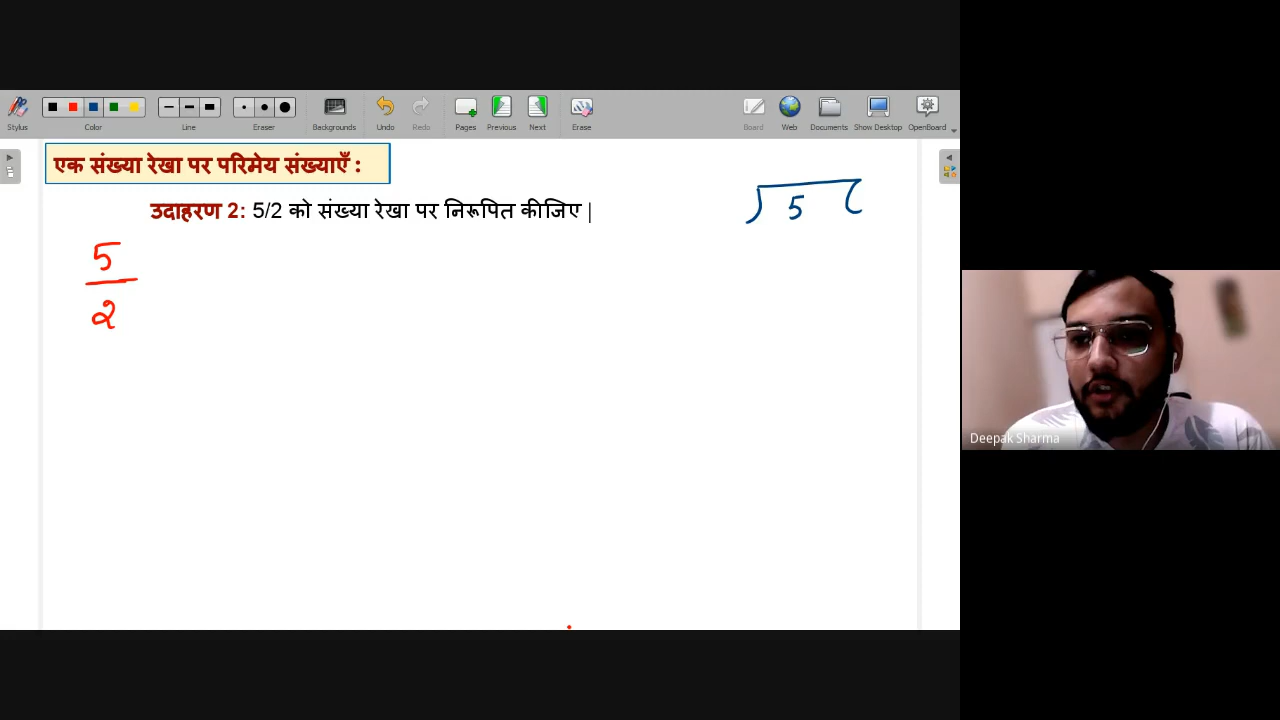 Stylus Color Line Eraser Backgrounds Undo Redo Pages Previous Next Erase Board Web Documents Show Desktop OpenBoard
एक संख्या रेखा पर परिमेय संख्याएँ :
उदाहरण 2: 5/2 को संख्या रेखा पर निरूपित कीजिए |
5
5
2
Deepak Sharma